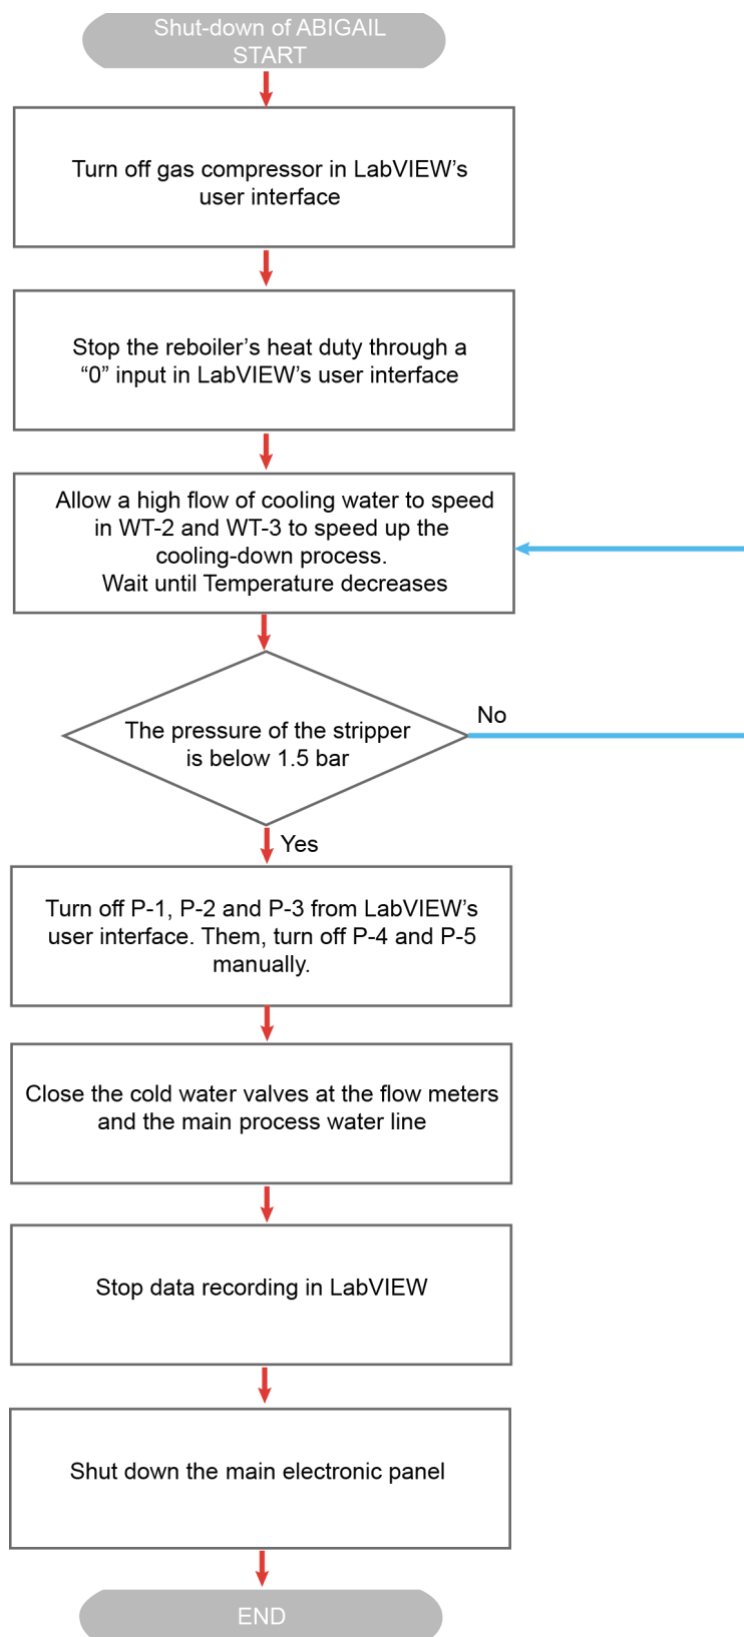 Shut-down of ABIGAIL
START
Turn off gas compressor in LabVIEW's
user interface
Stop the reboiler's heat duty through a
“0” input in LabVIEW's user interface
Allow a high flow of cooling water to speed
in WT-2 and WT-3 to speed up the
cooling-down process.
Wait until Temperature decreases
The pressure of the stripper
is below 1.5 bar
No
Yes
Turn off P-1, P-2 and P-3 from LabVIEW's
user interface. Them, turn off P-4 and P-5
manually.
Close the cold water valves at the flow meters
and the main process water line
Stop data recording in LabVIEW
Shut down the main electronic panel
END